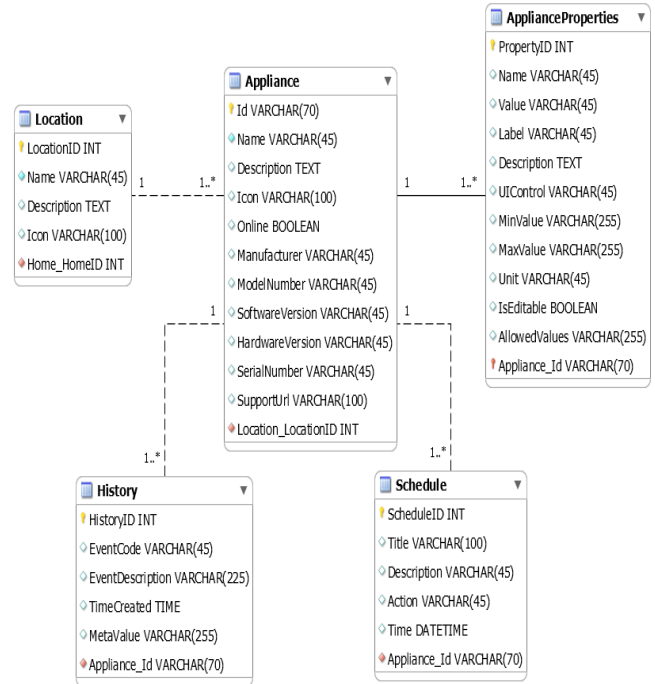 Location
LocationID INT
Name VARCHAR(45)
Description TEXT
Icon VARCHAR(100)
Home_HomeID INT
1
1..*
Appliance
Id VARCHAR(70)
Name VARCHAR(45)
Description TEXT
Icon VARCHAR(100)
Online BOOLEAN
Manufacturer VARCHAR(45)
ModelNumber VARCHAR(45)
SoftwareVersion VARCHAR(45)
HardwareVersion VARCHAR(45)
SerialNumber VARCHAR(45)
SupportUrl VARCHAR(100)
Location_LocationID INT
1
1..*
ApplianceProperties
PropertyID INT
Name VARCHAR(45)
Value VARCHAR(45)
Label VARCHAR(45)
Description TEXT
UIControl VARCHAR(45)
MinValue VARCHAR(255)
MaxValue VARCHAR(255)
Unit VARCHAR(45)
IsEditable BOOLEAN
AllowedValues VARCHAR(255)
Appliance_Id VARCHAR(70)
1
1..*
History
HistoryID INT
EventCode VARCHAR(45)
EventDescription VARCHAR(225)
TimeCreated TIME
MetaValue VARCHAR(255)
Appliance_Id VARCHAR(70)
1
1..*
Schedule
ScheduleID INT
Title VARCHAR(100)
Description VARCHAR(45)
Action VARCHAR(45)
Time DATETIME
Appliance_Id VARCHAR(70)